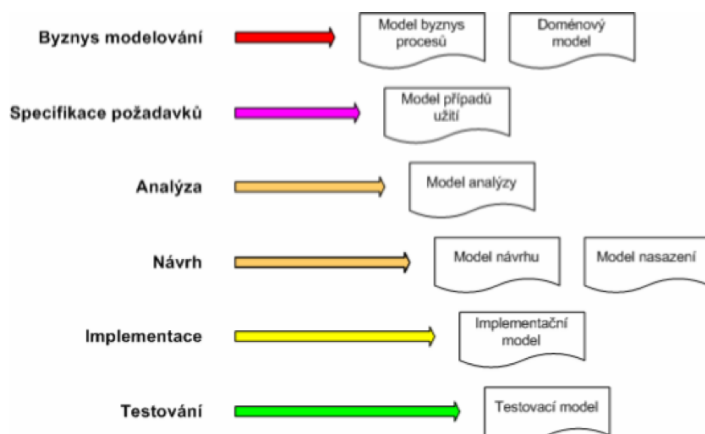 Byznys modelování
Model byznys
procesů
Doménový
model
Specifikace požadavků
Model případů
užití
Analýza
Model analýzy
Návrh
Model návrhu
Model nasazení
Implementace
Implementační
model
Testování
Testovací model